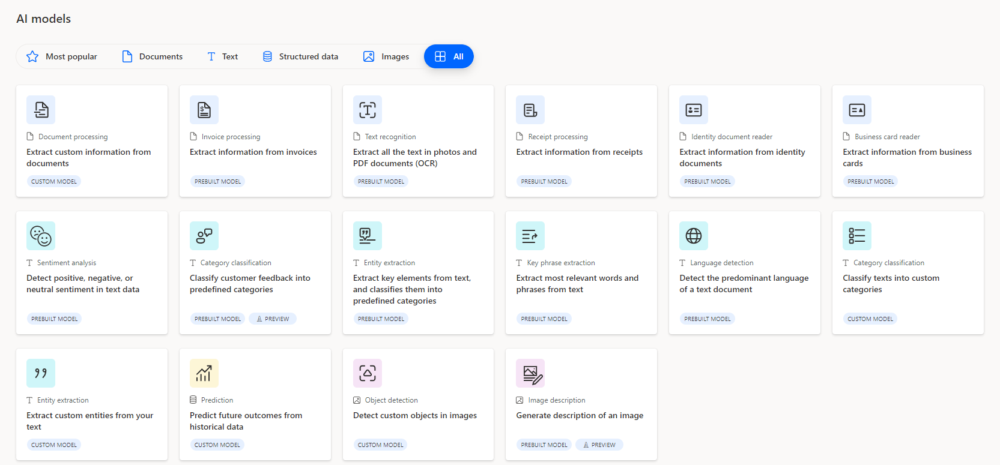 AI models
Most popular
Documents
Text
Structured data
Images
All
Document processing
Extract custom information from
documents
CUSTOM MODEL
Invoice processing
Extract information from invoices
PREBUILT MODEL
Text recognition
Extract all the text in photos and
PDF documents (OCR)
PREBUILT MODEL
Receipt processing
Extract information from receipts
PREBUILT MODEL
Identity document reader
Extract information from identity
documents
PREBUILT MODEL
Business card reader
Extract information from business
cards
PREBUILT MODEL
Sentiment analysis
Detect positive, negative, or
neutral sentiment in text data
PREBUILT MODEL
Category classification
Classify customer feedback into
predefined categories
PREBUILT MODEL
PREVIEW
Entity extraction
Extract key elements from text,
and classifies them into
predefined categories
PREBUILT MODEL
Key phrase extraction
Extract most relevant words and
phrases from text
PREBUILT MODEL
Language detection
Detect the predominant language
of a text document
PREBUILT MODEL
Category classification
Classify texts into custom
categories
CUSTOM MODEL
Entity extraction
Extract custom entities from your
text
CUSTOM MODEL
Prediction
Predict future outcomes from
historical data
CUSTOM MODEL
Object detection
Detect custom objects in images
CUSTOM MODEL
Image description
Generate description of an image
PREBUILT MODEL
PREVIEW